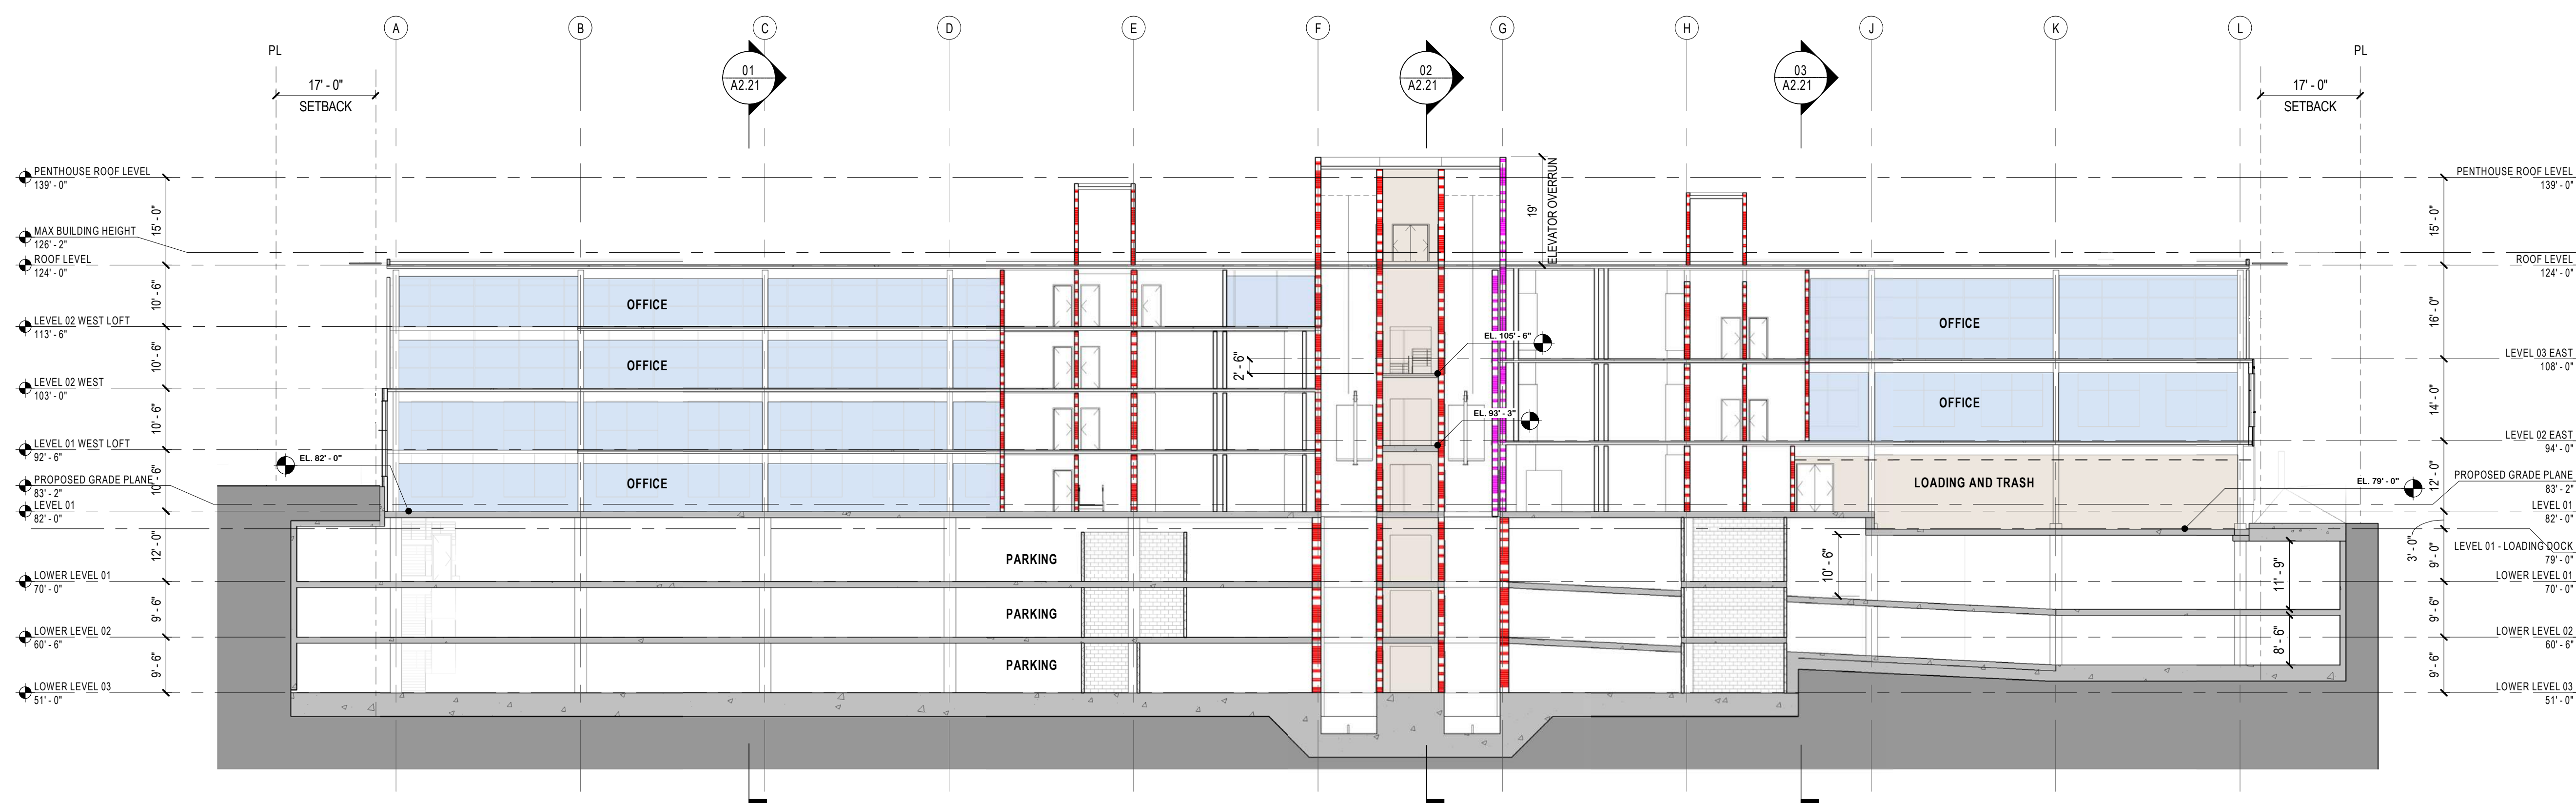 A
B
C
D
E
F
G
H
J
K
L
PL
PL
01
A2.21
02
A2.21
03
A2.21
17' - 0"
SETBACK
17' - 0"
SETBACK
PENTHOUSE ROOF LEVEL
139' - 0"
15' - 0"
MAX BUILDING HEIGHT
126' - 2"
ROOF LEVEL
124' - 0"
10' - 6"
LEVEL 02 WEST LOFT
113' - 6"
10' - 6"
LEVEL 02 WEST
103' - 0"
10' - 6"
LEVEL 01 WEST LOFT
92' - 6"
EL. 82' - 0"
10' - 6"
PROPOSED GRADE PLANE
83' - 2"
LEVEL 01
82' - 0"
12' - 0"
LOWER LEVEL 01
70' - 0"
9' - 6"
LOWER LEVEL 02
60' - 6"
9' - 6"
LOWER LEVEL 03
51' - 0"
OFFICE
OFFICE
OFFICE
OFFICE
PARKING
PARKING
PARKING
19'
ELEVATOR OVERRUN
2' - 6"
EL. 105' - 6"
EL. 93' - 3"
OFFICE
OFFICE
LOADING AND TRASH
10' - 6"
11' - 9"
8' - 6"
EL. 79' - 0"
3' - 0"
PENTHOUSE ROOF LEVEL
139' - 0"
15' - 0"
ROOF LEVEL
124' - 0"
16' - 0"
LEVEL 03 EAST
108' - 0"
14' - 0"
LEVEL 02 EAST
94' - 0"
12' - 0"
PROPOSED GRADE PLANE
83' - 2"
LEVEL 01
82' - 0"
LEVEL 01 - LOADING DOCK
79' - 0"
9' - 0"
LOWER LEVEL 01
70' - 0"
9' - 6"
LOWER LEVEL 02
60' - 6"
9' - 6"
LOWER LEVEL 03
51' - 0"